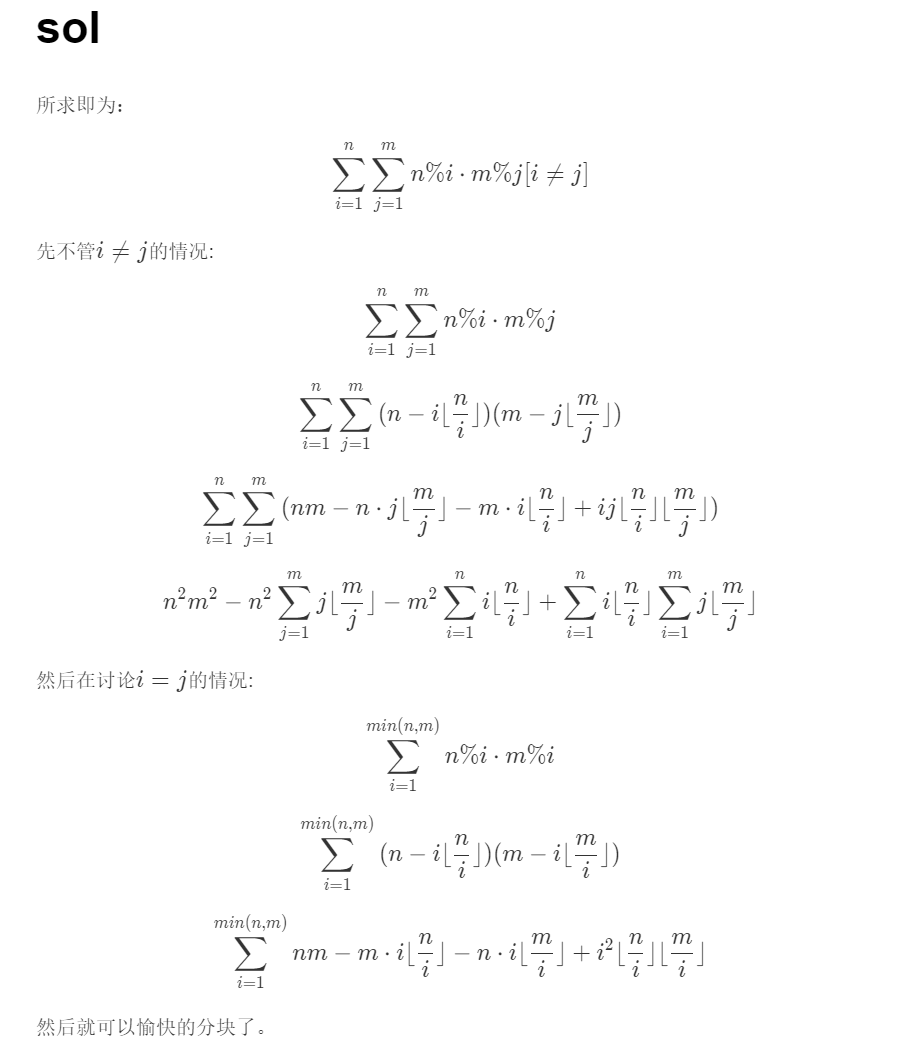 sol
所求即为：
$$\sum_{i=1}^{n}\sum_{j=1}^{m} n\%i \cdot m\%j[i \neq j]$$
先不管$i \neq j$的情况:
$$\sum_{i=1}^{n}\sum_{j=1}^{m} n\%i \cdot m\%j$$
$$\sum_{i=1}^{n}\sum_{j=1}^{m} (n - i\lfloor\frac{n}{i}\rfloor)(m - j\lfloor\frac{m}{j}\rfloor)$$
$$\sum_{i=1}^{n}\sum_{j=1}^{m} (nm - n \cdot j\lfloor\frac{m}{j}\rfloor - m \cdot i\lfloor\frac{n}{i}\rfloor + ij\lfloor\frac{n}{i}\rfloor\lfloor\frac{m}{j}\rfloor)$$
$$n^2m^2 - n^2\sum_{j=1}^{m} j\lfloor\frac{m}{j}\rfloor - m^2\sum_{i=1}^{n} i\lfloor\frac{n}{i}\rfloor + \sum_{i=1}^{n} i\lfloor\frac{n}{i}\rfloor\sum_{i=1}^{m} j\lfloor\frac{m}{j}\rfloor$$
然后在讨论$i = j$的情况:
$$\sum_{i=1}^{min(n,m)} n\%i \cdot m\%i$$
$$\sum_{i=1}^{min(n,m)} (n - i\lfloor\frac{n}{i}\rfloor)(m - i\lfloor\frac{m}{i}\rfloor)$$
$$\sum_{i=1}^{min(n,m)} nm - m \cdot i\lfloor\frac{n}{i}\rfloor - n \cdot i\lfloor\frac{m}{i}\rfloor + i^2\lfloor\frac{n}{i}\rfloor\lfloor\frac{m}{i}\rfloor$$
然后就可以愉快的分块了。